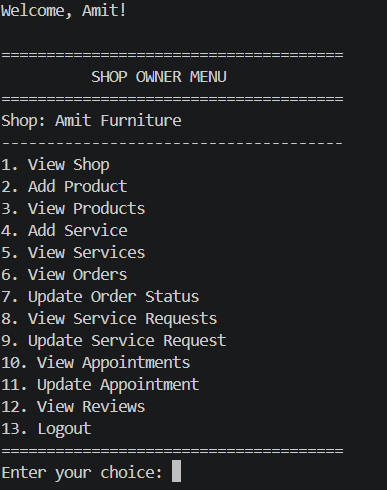 Welcome, Amit!
======================================
SHOP OWNER MENU
======================================
Shop: Amit Furniture
--------------------------------------
1. View Shop
2. Add Product
3. View Products
4. Add Service
5. View Services
6. View Orders
7. Update Order Status
8. View Service Requests
9. Update Service Request
10. View Appointments
11. Update Appointment
12. View Reviews
13. Logout
======================================
Enter your choice: